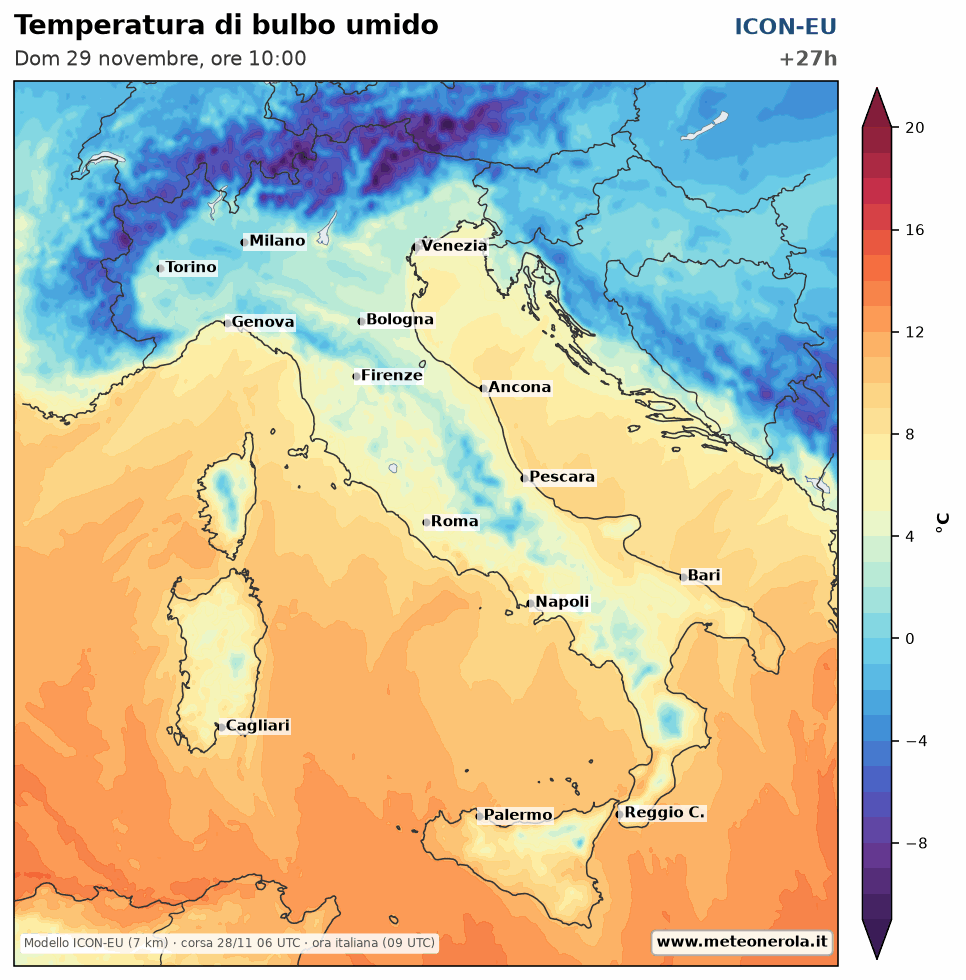 Temperatura di bulbo umido
ICON-EU
Dom 29 novembre, ore 10:00
+27h
20
16
12
8
4
0
−4
−8
°C
Milano
Venezia
Torino
Genova
Bologna
Firenze
Ancona
Pescara
Roma
Bari
Napoli
Cagliari
Palermo
Reggio C.
Modello ICON-EU (7 km) · corsa 28/11 06 UTC · ora italiana (09 UTC)
www.meteonerola.it